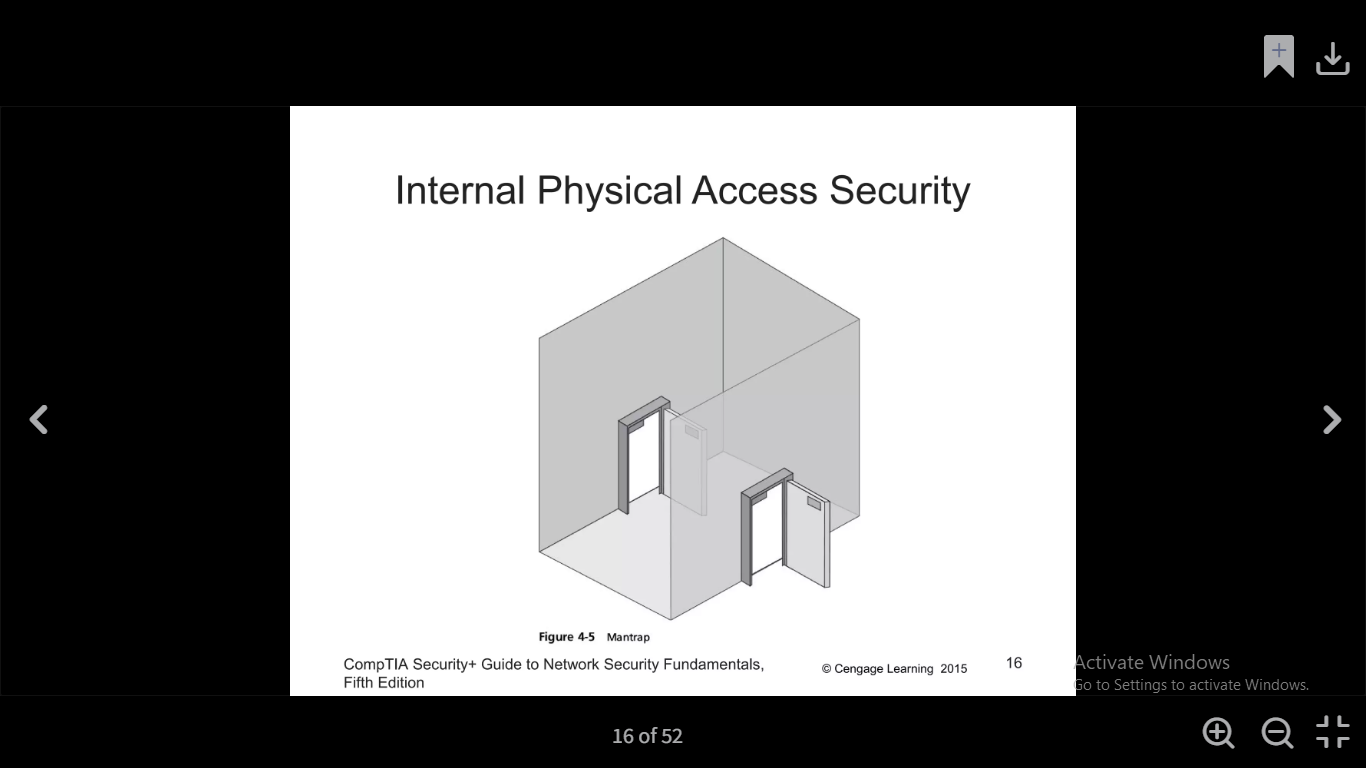 Internal Physical Access Security
Figure 4-5 Mantrap
CompTIA Security+ Guide to Network Security Fundamentals,
Fifth Edition
© Cengage Learning 2015
16
Activate Windows
Go to Settings to activate Windows.
16 of 52